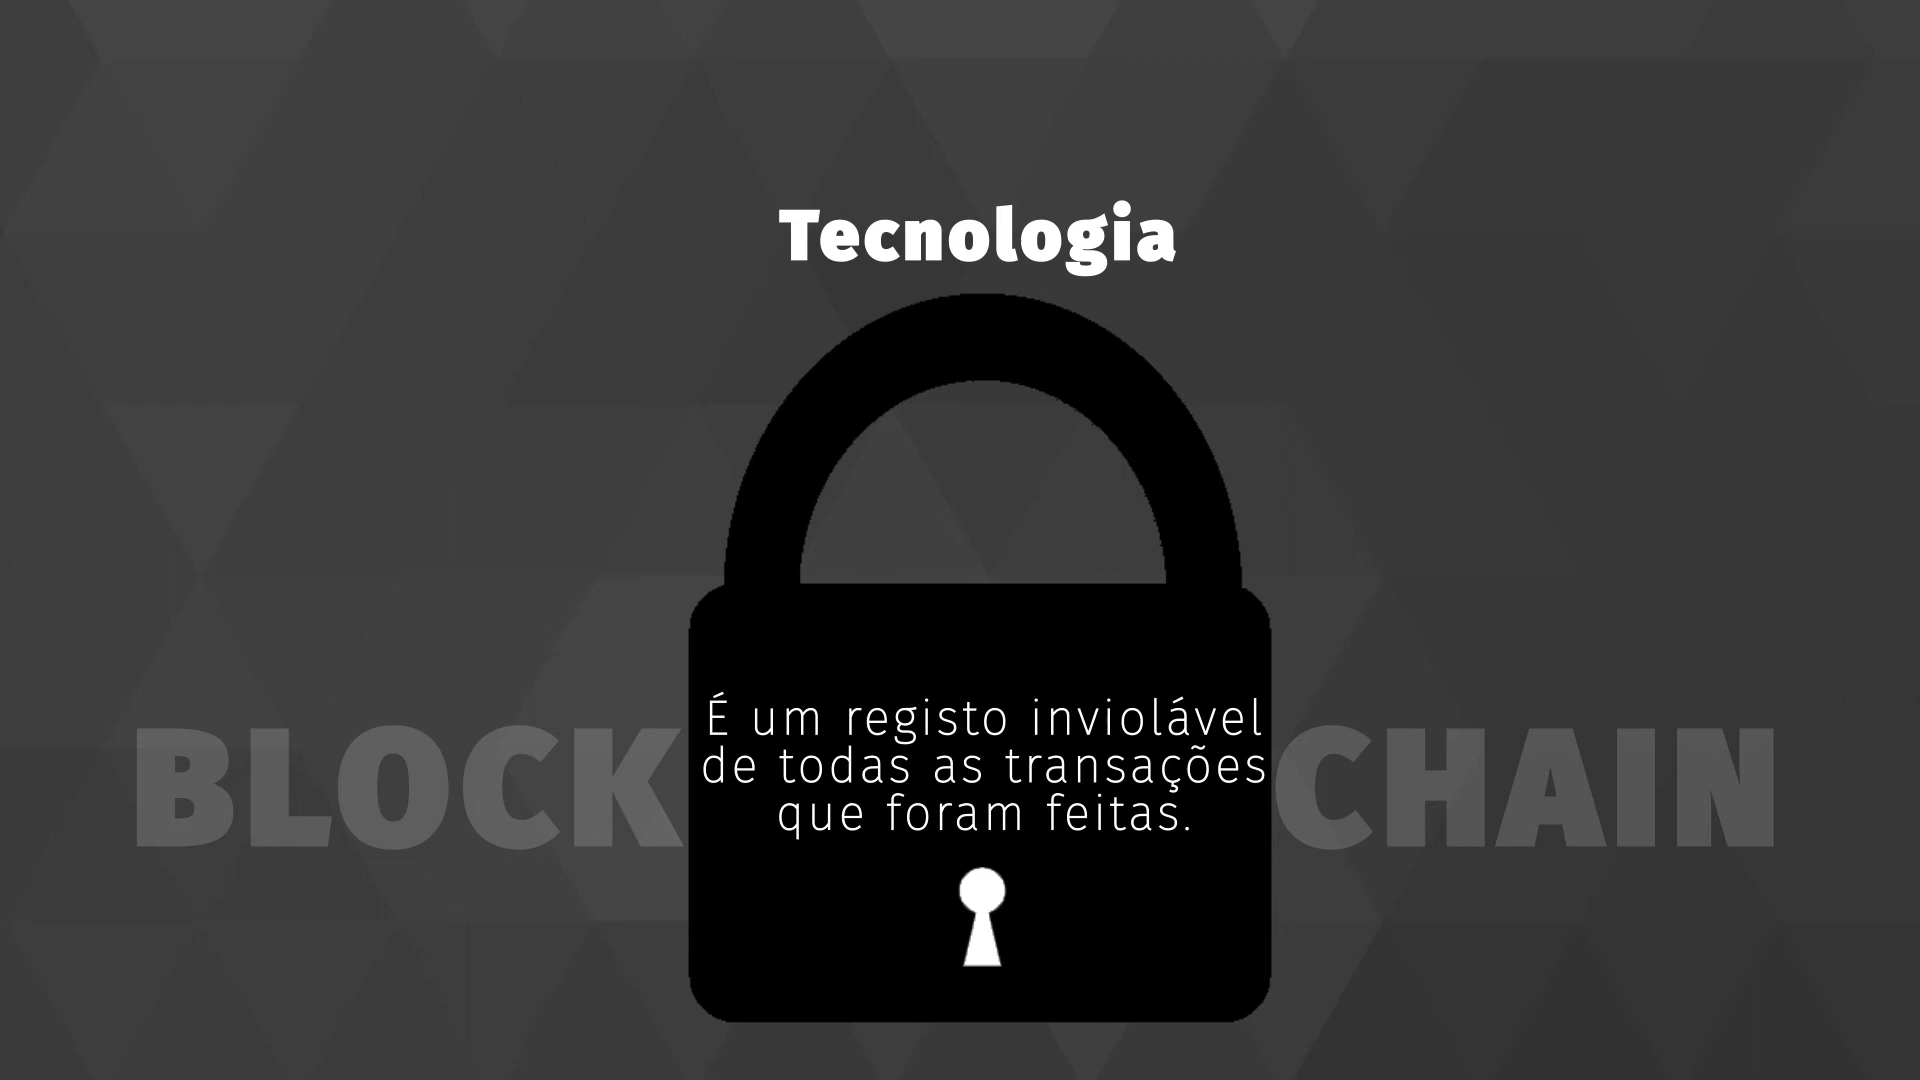 Tecnologia
É um registo inviolável
de todas as transações
que foram feitas.
BLOCK CHAIN